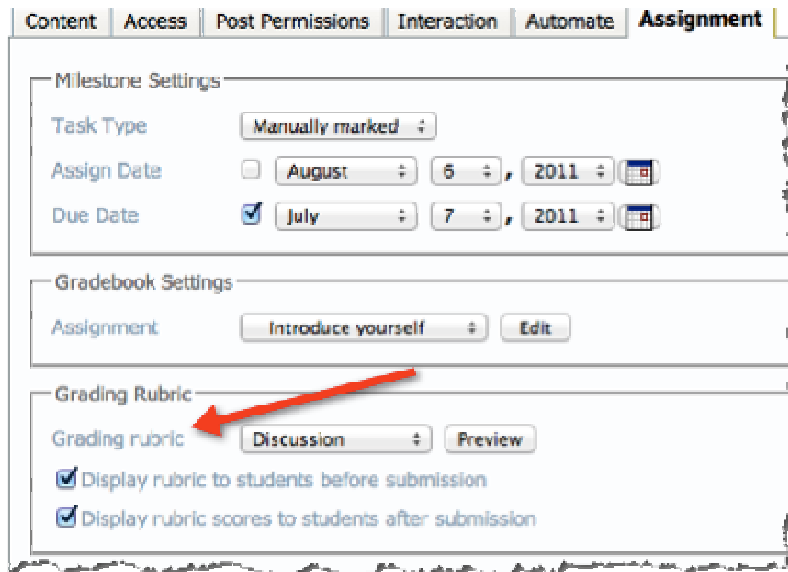 Content Access Post Permissions Interaction Automate Assignment
Milestone Settings
Task Type Manually marked
Assign Date August 6 , 2011
Due Date July 7 , 2011
Gradebook Settings
Assignment Introduce yourself Edit
Grading Rubric
Grading rubric Discussion Preview
Display rubric to students before submission
Display rubric scores to students after submission